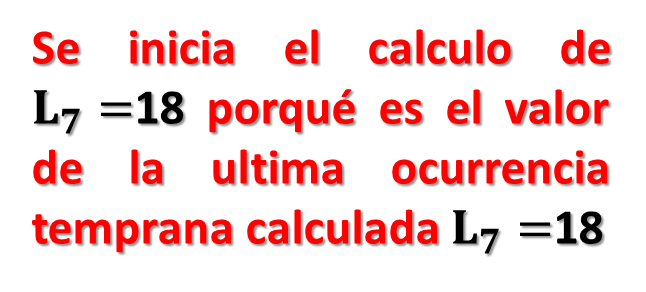 Se inicia el calculo de
L₇ =18 porqué es el valor
de la ultima ocurrencia
temprana calculada L₇ =18